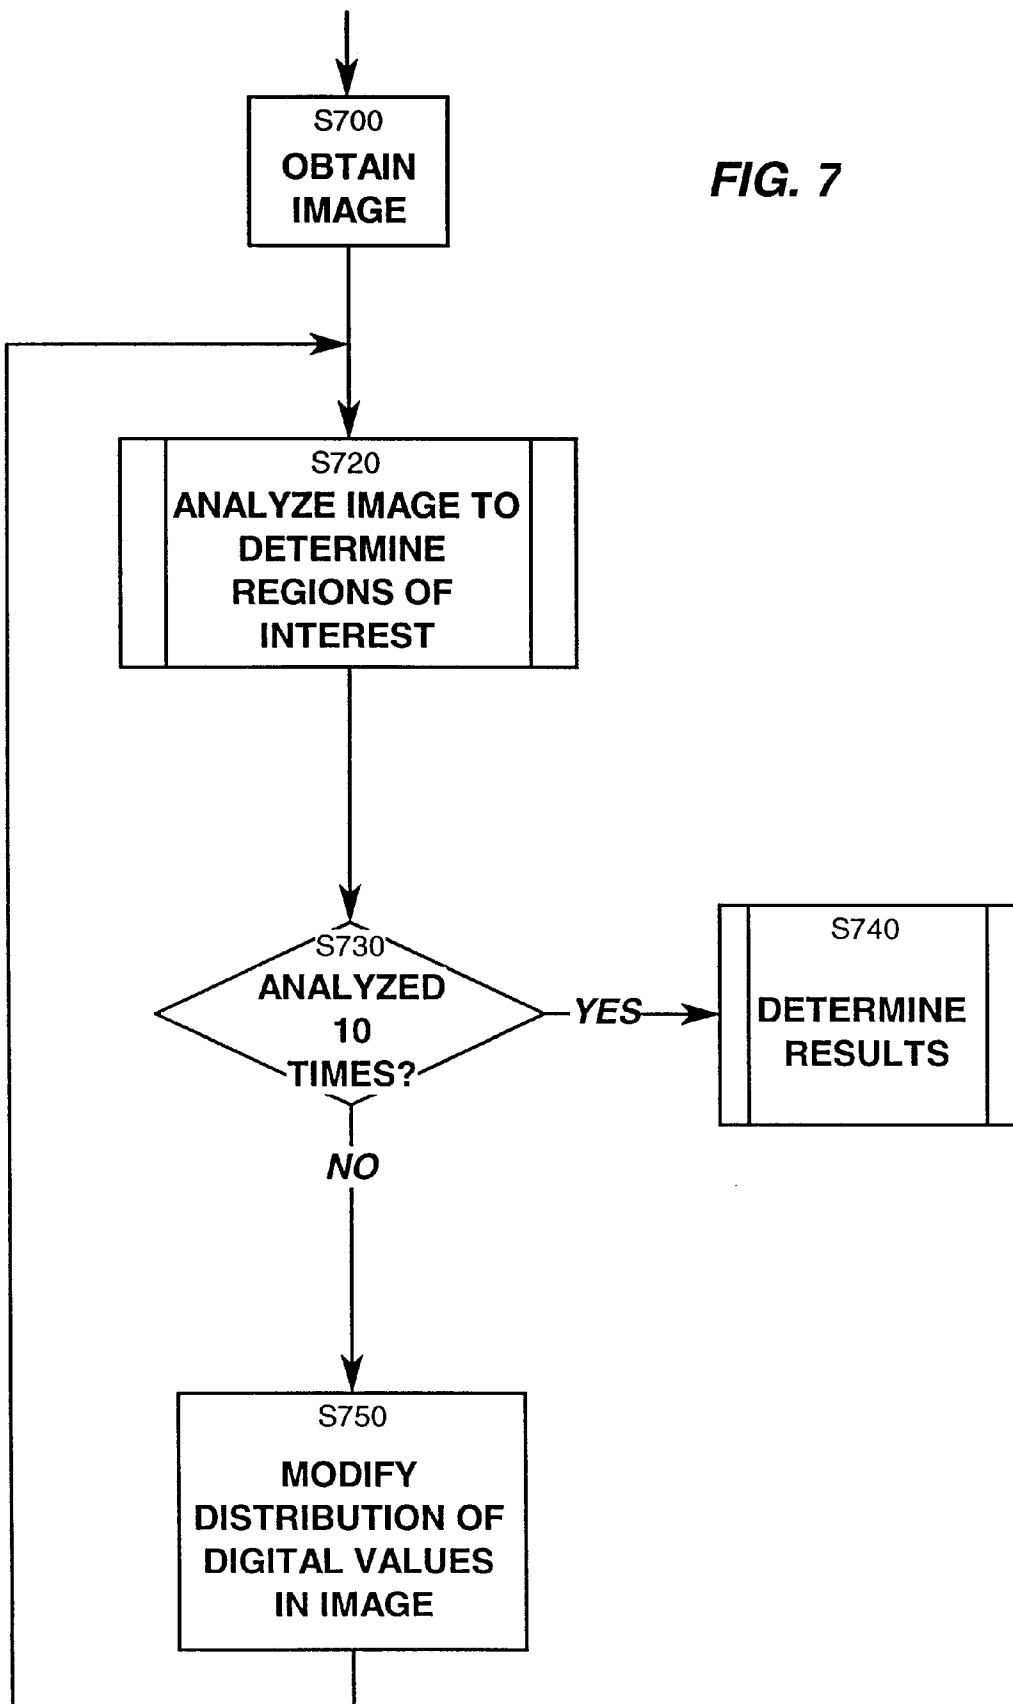 S700
OBTAIN
IMAGE
FIG. 7
S720
ANALYZE IMAGE TO
DETERMINE
REGIONS OF
INTEREST
S730
ANALYZED
10
TIMES?
YES
S740
DETERMINE
RESULTS
NO
S750
MODIFY
DISTRIBUTION OF
DIGITAL VALUES
IN IMAGE